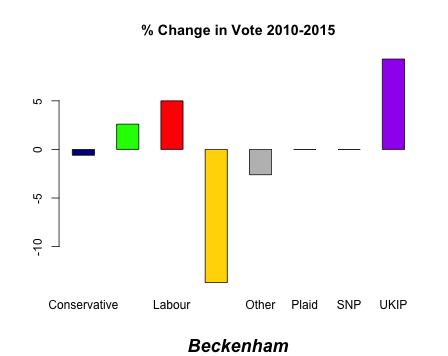 % Change in Vote 2010-2015
5
0
-5
-10
Conservative Labour Other Plaid SNP UKIP
Beckenham